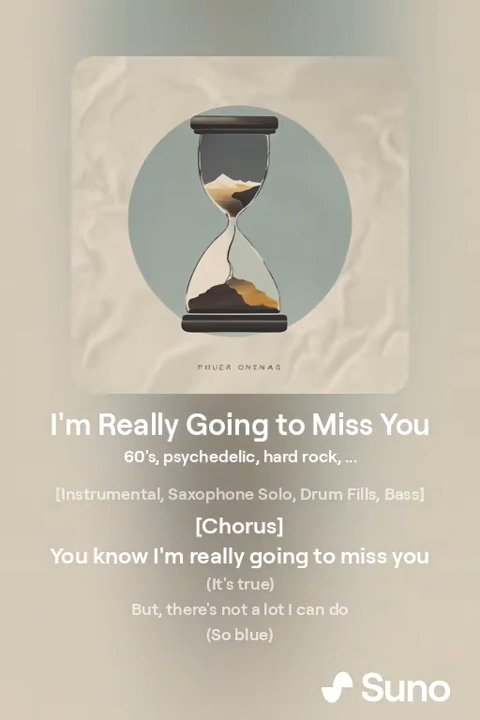 I'm Really Going to Miss You
60's, psychedelic, hard rock, ...
[Instrumental, Saxophone Solo, Drum Fills, Bass]
[Chorus]
You know I'm really going to miss you
(It's true)
But, there's not a lot I can do
(So blue)
Suno